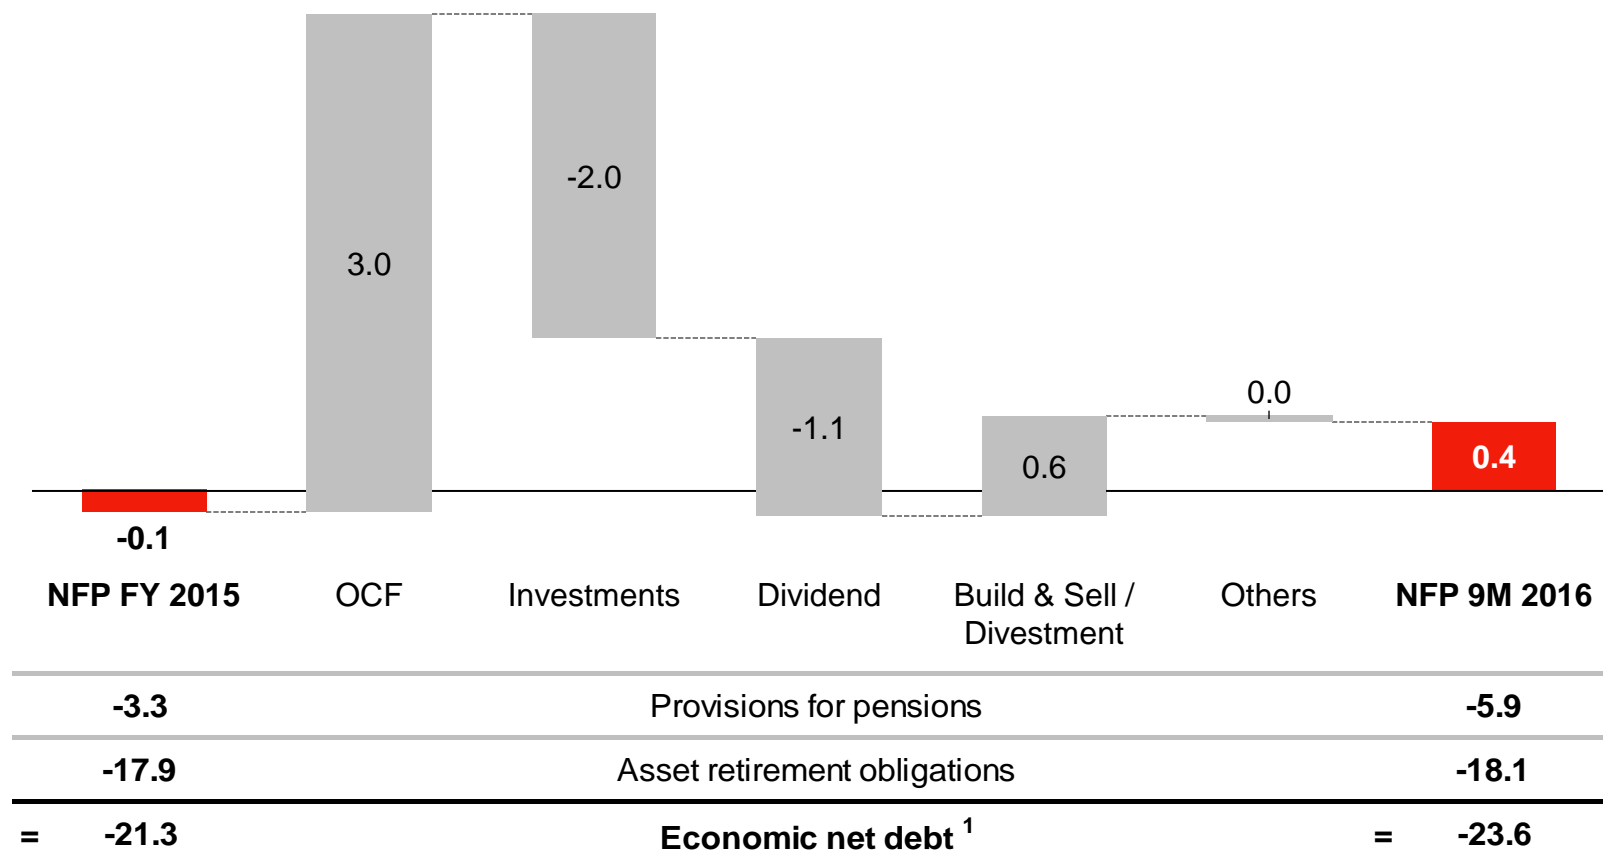 -2.0
3.0
0.0
-1.1
0.6
0.4
-0.1
NFP FY 2015 OCF Investments Dividend Build & Sell / Others NFP 9M 2016
Divestment
-3.3 Provisions for pensions -5.9
-17.9 Asset retirement obligations -18.1
= -21.3 Economic net debt 1 = -23.6